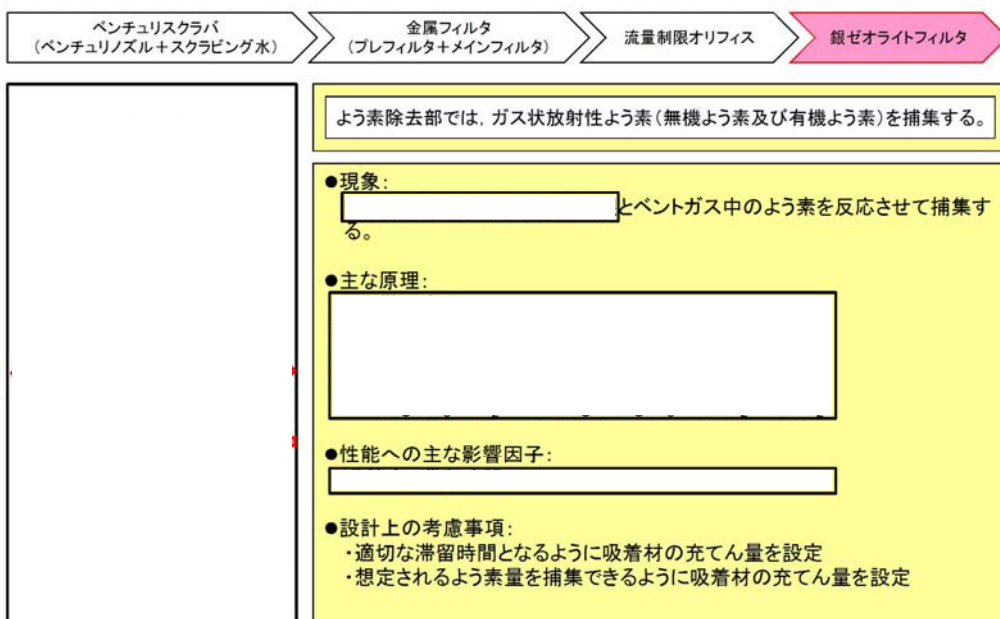 ベンチュリスクラバ
(ベンチュリノズル+スクラビング水)
金属フィルタ
(プレフィルタ+メインフィルタ)
流量制限オリフィス
銀ゼオライトフィルタ
よう素除去部では,ガス状放射性よう素(無機よう素及び有機よう素)を捕集する。
●現象:
とベントガス中のよう素を反応させて捕集す
る。
●主な原理:
●性能への主な影響因子:
●設計上の考慮事項:
・適切な滞留時間となるように吸着材の充てん量を設定
・想定されるよう素量を捕集できるように吸着材の充てん量を設定